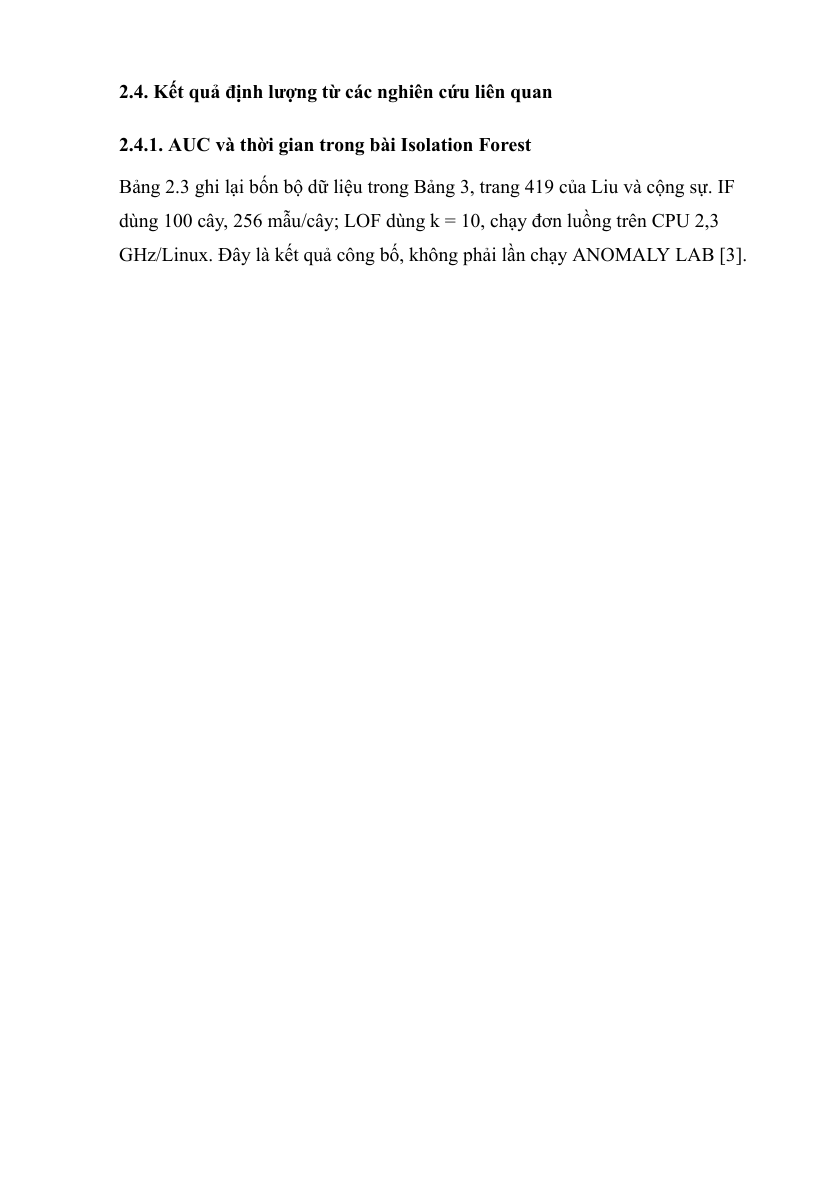 2.4. Kết quả định lượng từ các nghiên cứu liên quan
2.4.1. AUC và thời gian trong bài Isolation Forest
Bảng 2.3 ghi lại bốn bộ dữ liệu trong Bảng 3, trang 419 của Liu và cộng sự. IF
dùng 100 cây, 256 mẫu/cây; LOF dùng k = 10, chạy đơn luồng trên CPU 2,3
GHz/Linux. Đây là kết quả công bố, không phải lần chạy ANOMALY LAB [3].